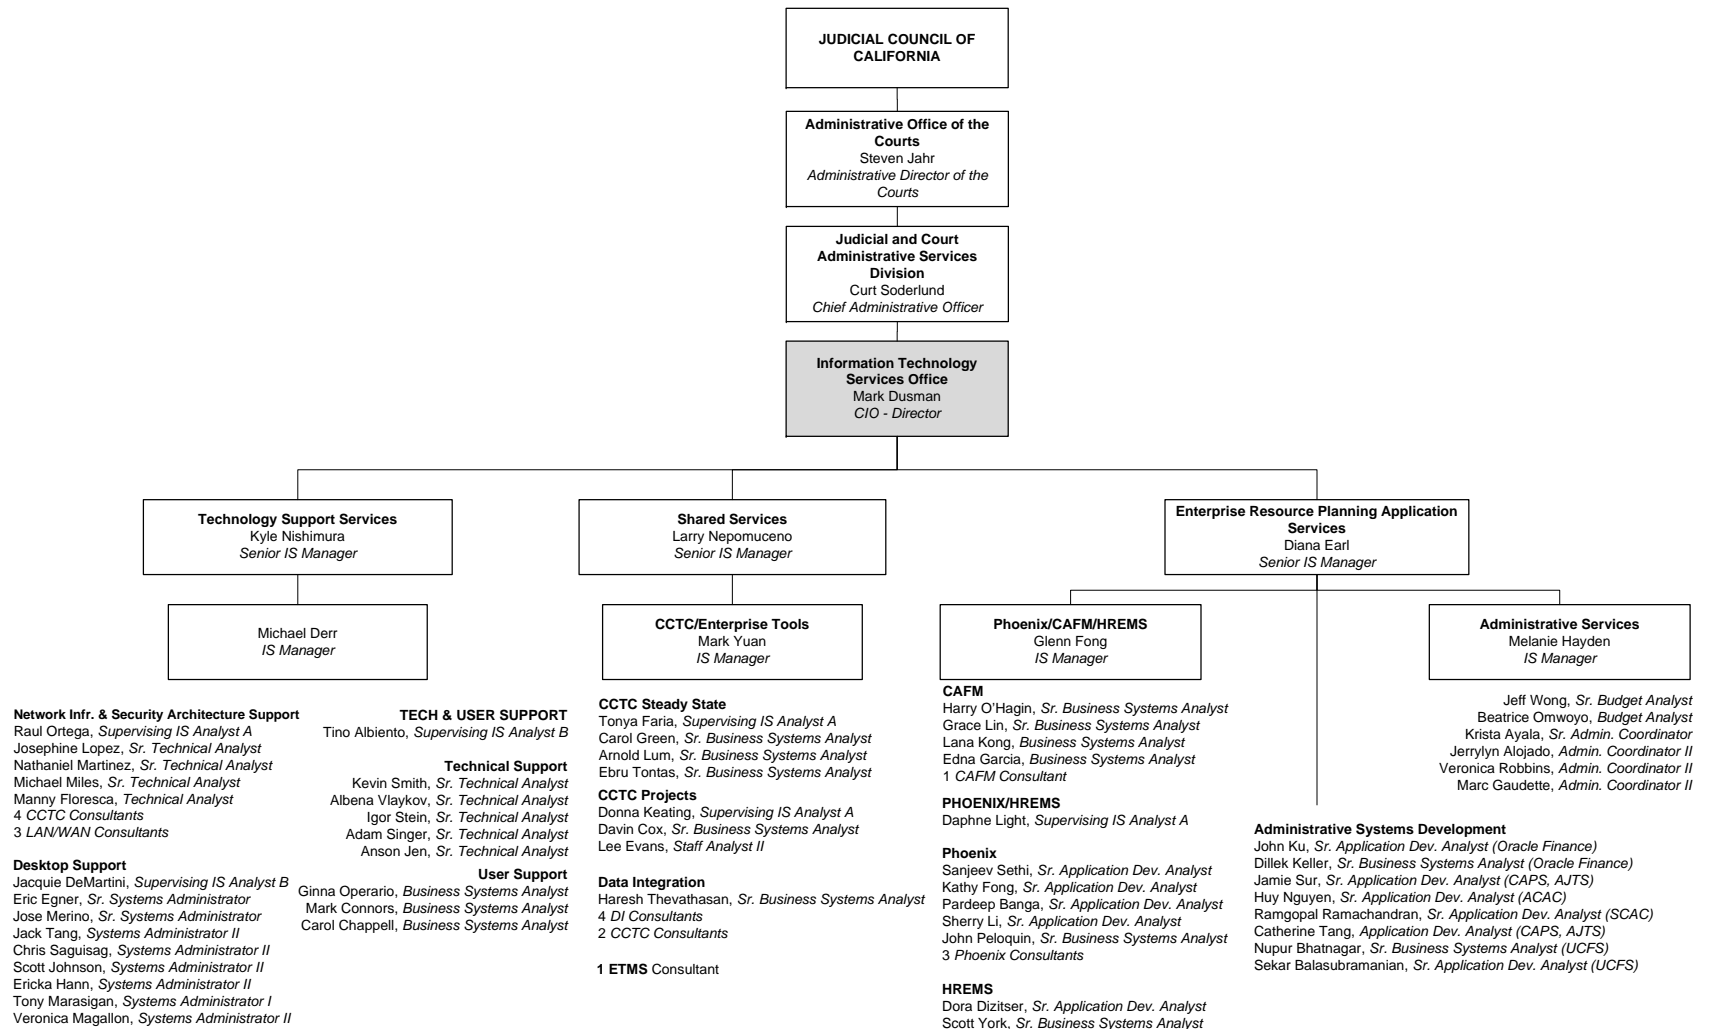 JUDICIAL COUNCIL OF
CALIFORNIA
Administrative Office of the
Courts
Steven Jahr
Administrative Director of the
Courts
Judicial and Court
Administrative Services
Division
Curt Soderlund
Chief Administrative Officer
Information Technology
Services Office
Mark Dusman
CIO - Director
Technology Support Services
Kyle Nishimura
Senior IS Manager
Shared Services
Larry Nepomuceno
Senior IS Manager
Enterprise Resource Planning Application
Services
Diana Earl
Senior IS Manager
Michael Derr
IS Manager
CCTC/Enterprise Tools
Mark Yuan
IS Manager
Phoenix/CAFM/HREMS
Glenn Fong
IS Manager
Administrative Services
Melanie Hayden
IS Manager
Network Infr. & Security Architecture Support
Raul Ortega, Supervising IS Analyst A
Josephine Lopez, Sr. Technical Analyst
Nathaniel Martinez, Sr. Technical Analyst
Michael Miles, Sr. Technical Analyst
Manny Floresca, Technical Analyst
4 CCTC Consultants
3 LAN/WAN Consultants
Desktop Support
Jacquie DeMartini, Supervising IS Analyst B
Eric Egner, Sr. Systems Administrator
Jose Merino, Sr. Systems Administrator
Jack Tang, Systems Administrator II
Chris Saguisag, Systems Administrator II
Scott Johnson, Systems Administrator II
Ericka Hann, Systems Administrator II
Tony Marasigan, Systems Administrator I
Veronica Magallon, Systems Administrator II
TECH & USER SUPPORT
Tino Albiento, Supervising IS Analyst B
Technical Support
Kevin Smith, Sr. Technical Analyst
Albena Vlaykov, Sr. Technical Analyst
Igor Stein, Sr. Technical Analyst
Adam Singer, Sr. Technical Analyst
Anson Jen, Sr. Technical Analyst
User Support
Ginna Operario, Business Systems Analyst
Mark Connors, Business Systems Analyst
Carol Chappell, Business Systems Analyst
CCTC Steady State
Tonya Faria, Supervising IS Analyst A
Carol Green, Sr. Business Systems Analyst
Arnold Lum, Sr. Business Systems Analyst
Ebru Tontas, Sr. Business Systems Analyst
CCTC Projects
Donna Keating, Supervising IS Analyst A
Davin Cox, Sr. Business Systems Analyst
Lee Evans, Staff Analyst II
Data Integration
Haresh Thevathasan, Sr. Business Systems Analyst
4 DI Consultants
2 CCTC Consultants
1 ETMS Consultant
CAFM
Harry O'Hagin, Sr. Business Systems Analyst
Grace Lin, Sr. Business Systems Analyst
Lana Kong, Business Systems Analyst
Edna Garcia, Business Systems Analyst
1 CAFM Consultant
PHOENIX/HREMS
Daphne Light, Supervising IS Analyst A
Phoenix
Sanjeev Sethi, Sr. Application Dev. Analyst
Kathy Fong, Sr. Application Dev. Analyst
Pardeep Banga, Sr. Application Dev. Analyst
Sherry Li, Sr. Application Dev. Analyst
John Peloquin, Sr. Business Systems Analyst
3 Phoenix Consultants
HREMS
Dora Dizitser, Sr. Application Dev. Analyst
Scott York, Sr. Business Systems Analyst
Jeff Wong, Sr. Budget Analyst
Beatrice Omwoyo, Budget Analyst
Krista Ayala, Sr. Admin. Coordinator
Jerrylyn Alojado, Admin. Coordinator II
Veronica Robbins, Admin. Coordinator II
Marc Gaudette, Admin. Coordinator II
Administrative Systems Development
John Ku, Sr. Application Dev. Analyst (Oracle Finance)
Dillek Keller, Sr. Business Systems Analyst (Oracle Finance)
Jamie Sur, Sr. Application Dev. Analyst (CAPS, AJTS)
Huy Nguyen, Sr. Application Dev. Analyst (ACAC)
Ramgopal Ramachandran, Sr. Application Dev. Analyst (SCAC)
Catherine Tang, Application Dev. Analyst (CAPS, AJTS)
Nupur Bhatnagar, Sr. Business Systems Analyst (UCFS)
Sekar Balasubramanian, Sr. Application Dev. Analyst (UCFS)